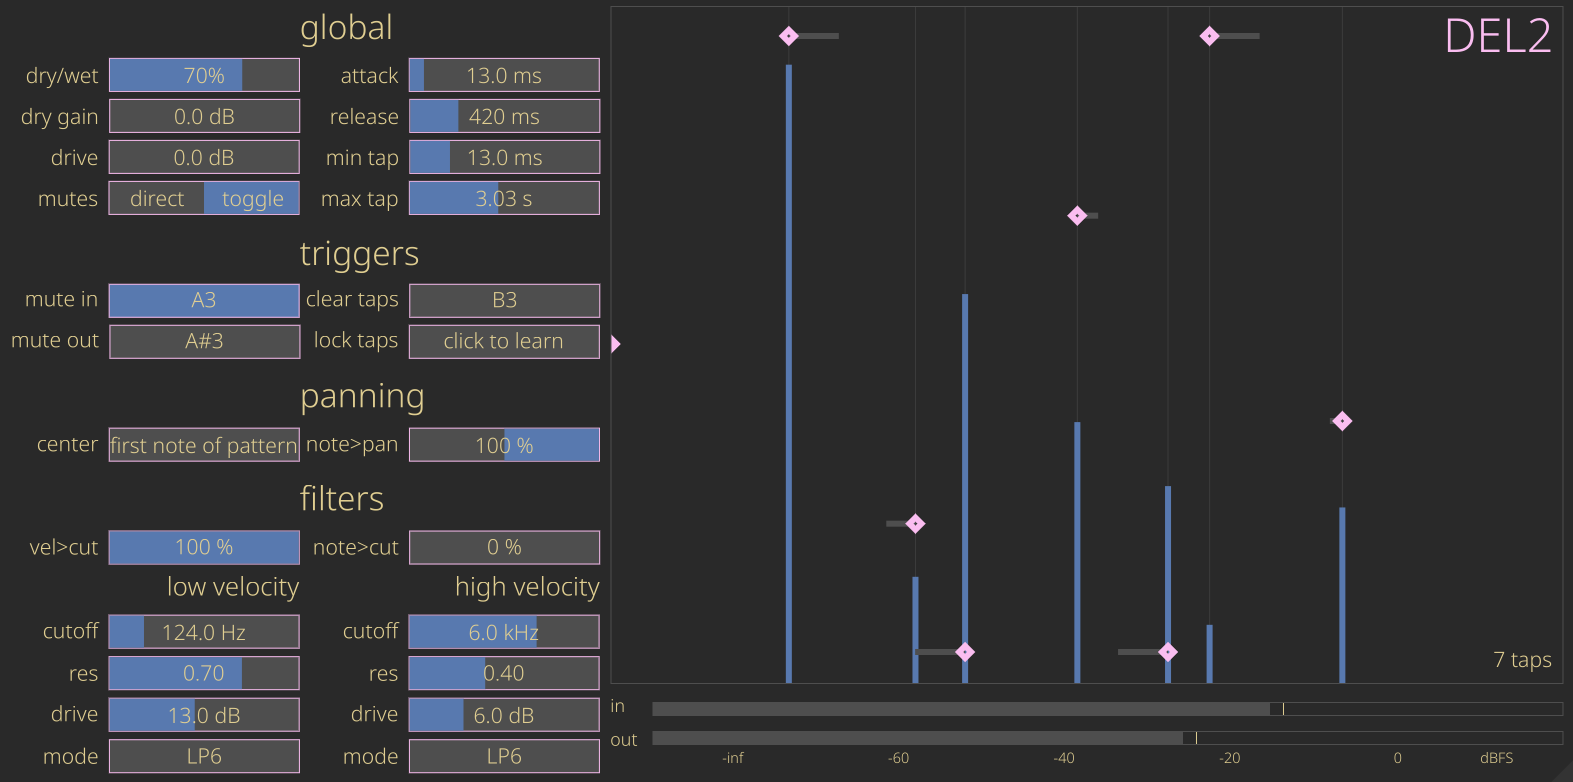 global
dry/wet 70% attack 13.0 ms
dry gain 0.0 dB release 420 ms
drive 0.0 dB min tap 13.0 ms
mutes direct toggle max tap 3.03 s
triggers
mute in A3 clear taps B3
mute out A#3 lock taps click to learn
panning
center first note of pattern note>pan 100 %
filters
vel>cut 100 % note>cut 0 %
low velocity high velocity
cutoff 124.0 Hz cutoff 6.0 kHz
res 0.70 res 0.40
drive 13.0 dB drive 6.0 dB
mode LP6 mode LP6
DEL2
7 taps
in
out
-inf -60 -40 -20 0 dBFS